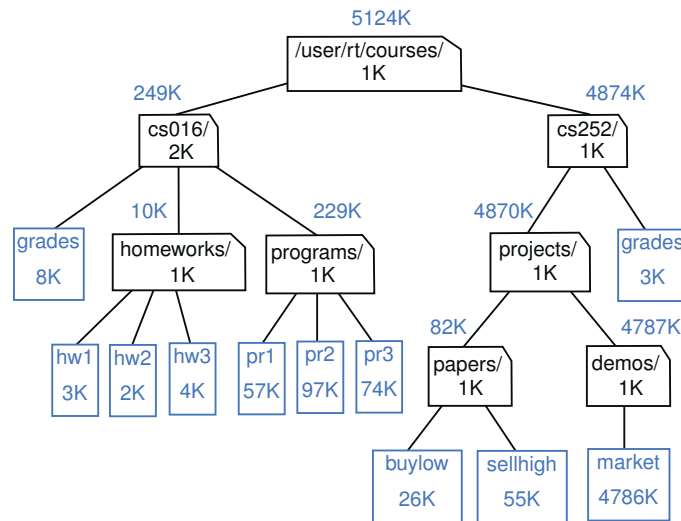 5124K
/user/rt/courses/
1K
249K
4874K
cs016/
2K
cs252/
1K
10K
229K
4870K
grades
8K
homeworks/
1K
programs/
1K
projects/
1K
grades
3K
82K
4787K
hw1
3K
hw2
2K
hw3
4K
pr1
57K
pr2
97K
pr3
74K
papers/
1K
demos/
1K
buylow
26K
sellhigh
55K
market
4786K